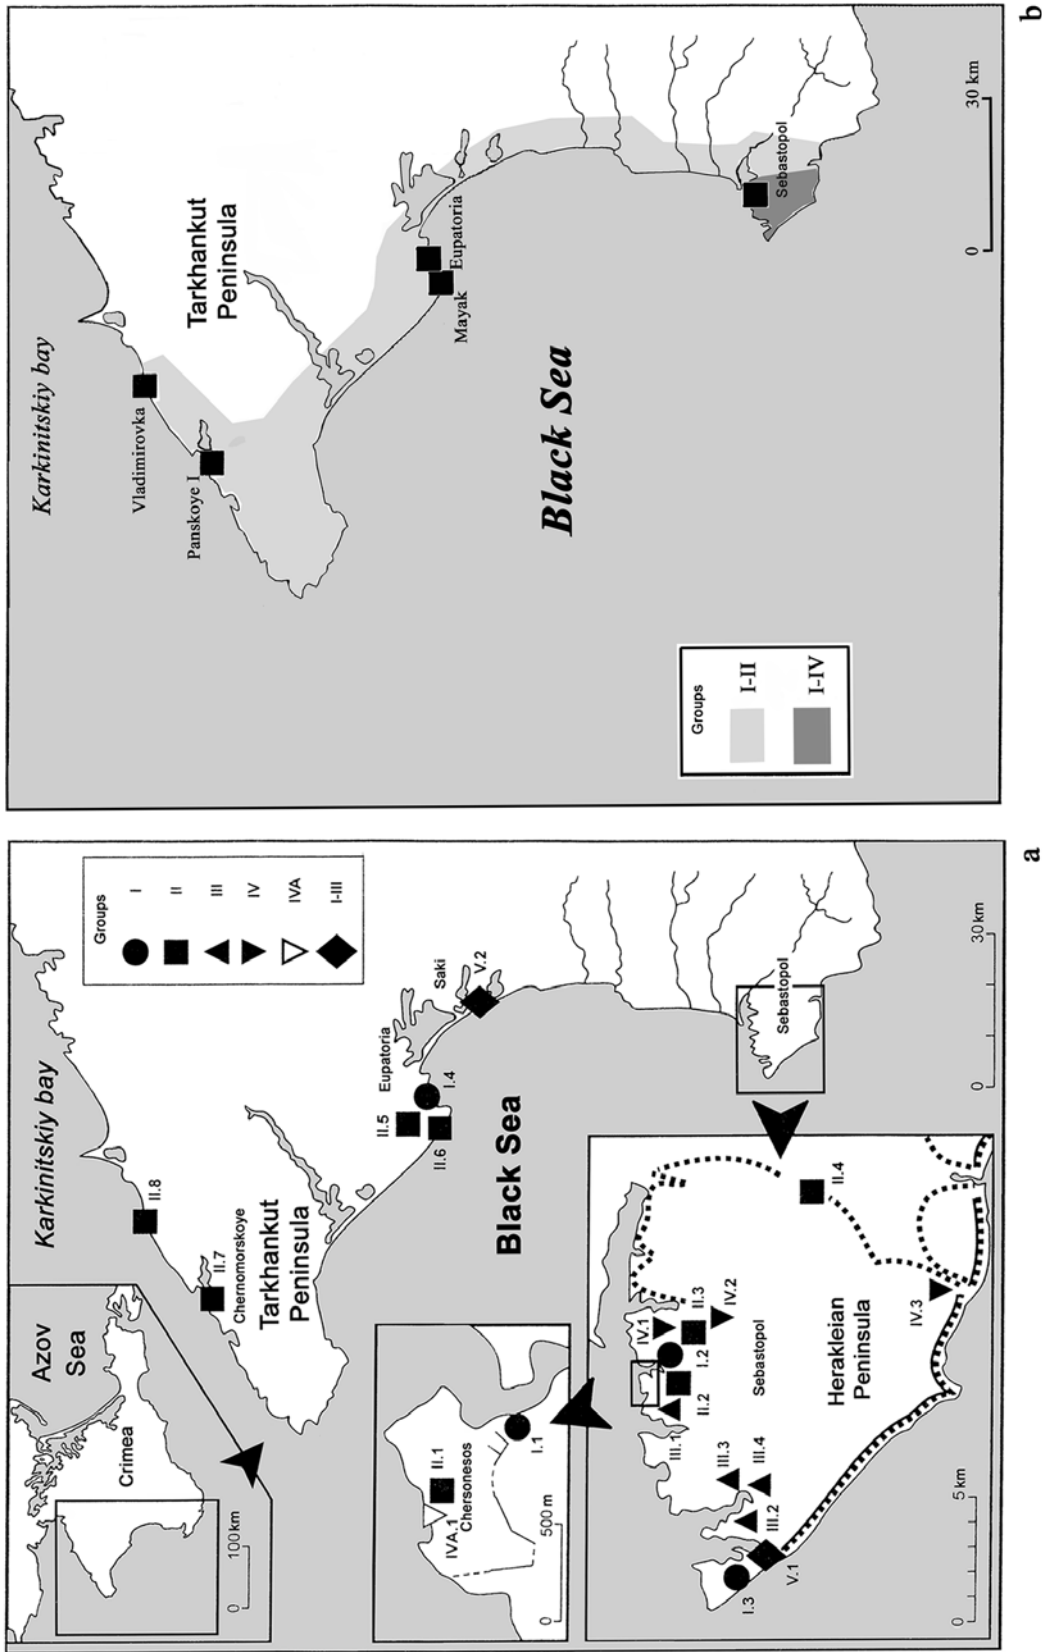 Karkinitskiy bay
Azov
Sea
Crimea
0
100 km
Groups
I
II
III
IV
IVA
I-III
II.8
II.7
Chernomorskoye
Tarkhankut
Peninsula
Eupatoria
II.5
II.6
I.4
Saki
V.2
Black Sea
IVA.1
II.1
Chersonesos
I.1
0
500 m
Sebastopol
0
30 km
IV.1
II.3
IV.2
I.2
Ii.2
III.1
III.3
III.4
III.2
I.3
V.1
Sebastopol
Herakleian
Peninsula
IV.3
II.4
0
5 km
a
Karkinitskiy bay
Vladimirovka
Panskoye I
Tarkhankut
Peninsula
Eupatoria
Mayak
Black Sea
Sebastopol
Groups
I-II
I-IV
0
30 km
b